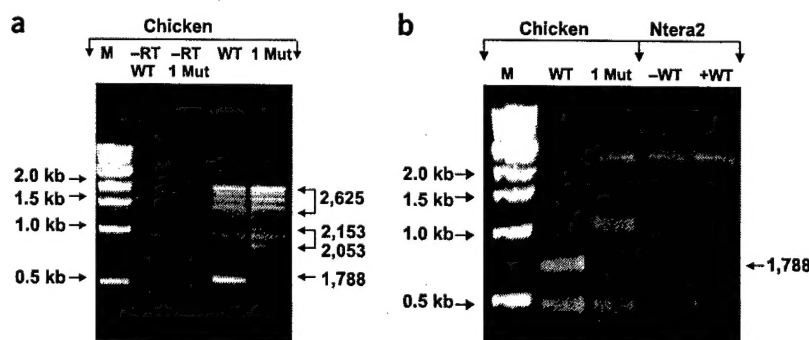 a
Chicken
M –RT WT –RT 1 Mut WT 1 Mut
2.0 kb
1.5 kb
1.0 kb
0.5 kb
2,625
2,153
2,053
1,788
b
Chicken Ntera2
M WT 1 Mut –WT +WT
2.0 kb
1.5 kb
1.0 kb
0.5 kb
1,788